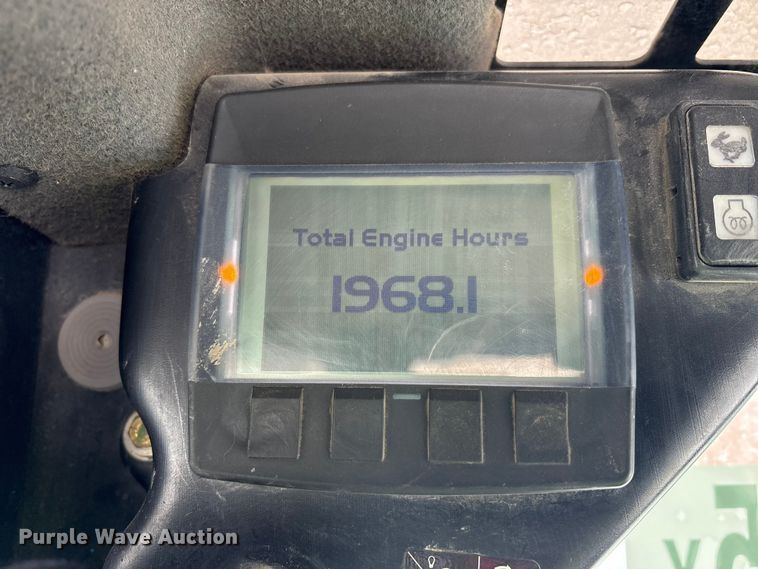 Total Engine Hours
1968.1
Purple Wave Auction